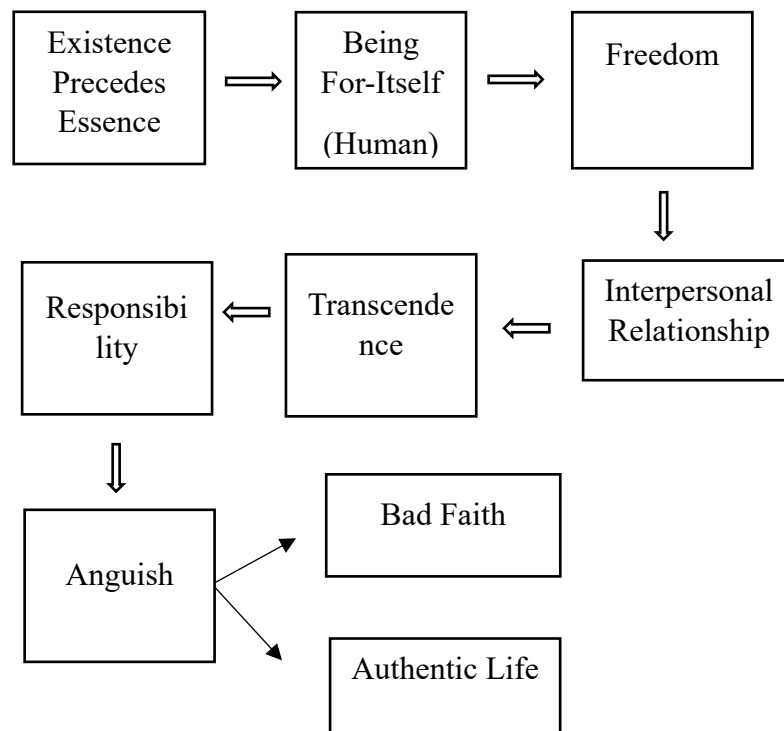 Existence
Precedes
Essence
Being
For-Itself
(Human)
Freedom
Interpersonal
Relationship
Transcende
nce
Responsibi
lity
Anguish
Bad Faith
Authentic Life